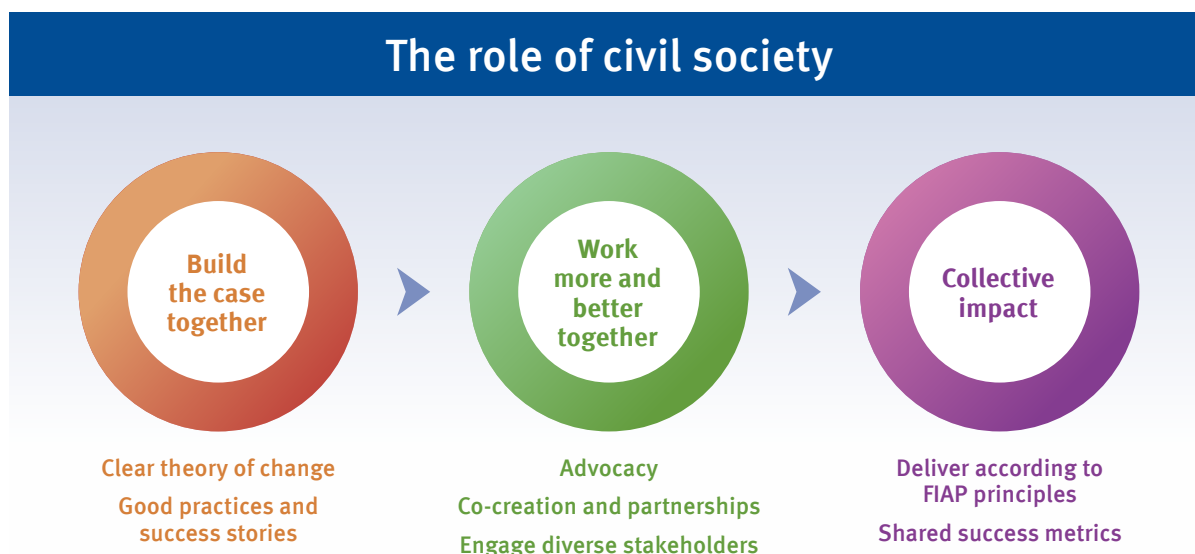 The role of civil society
Build
the case
together
Work
more and
better
together
Collective
impact
Clear theory of change
Good practices and
success stories
Advocacy
Co-creation and partnerships
Engage diverse stakeholders
Deliver according to
FIAP principles
Shared success metrics